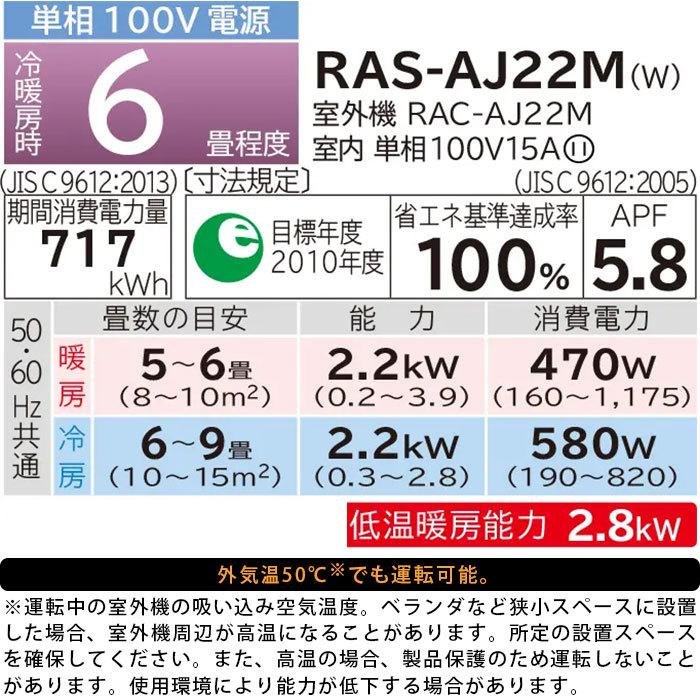 単相100V電源
冷暖房時 6 畳程度
RAS-AJ22M(W)
室外機 RAC-AJ22M
室内 単相100V15A
(JIS C 9612:2013)〔寸法規定〕 (JIS C 9612:2005)
期間消費電力量
717
kWh
e
目標年度
2010年度
省エネ基準達成率
100%
APF
5.8
50・60Hz共通
畳数の目安 能力 消費電力
暖房 5～6畳 2.2kW 470W
(8～10m²) (0.2～3.9) (160～1,175)
冷房 6～9畳 2.2kW 580W
(10～15m²) (0.3～2.8) (190～820)
低温暖房能力 2.8kW
外気温50℃※でも運転可能。
※運転中の室外機の吸い込み空気温度。ベランダなど狭小スペースに設置
した場合、室外機周辺が高温になることがあります。所定の設置スペース
を確保してください。また、高温の場合、製品保護のため運転しないこと
があります。使用環境により能力が低下する場合があります。